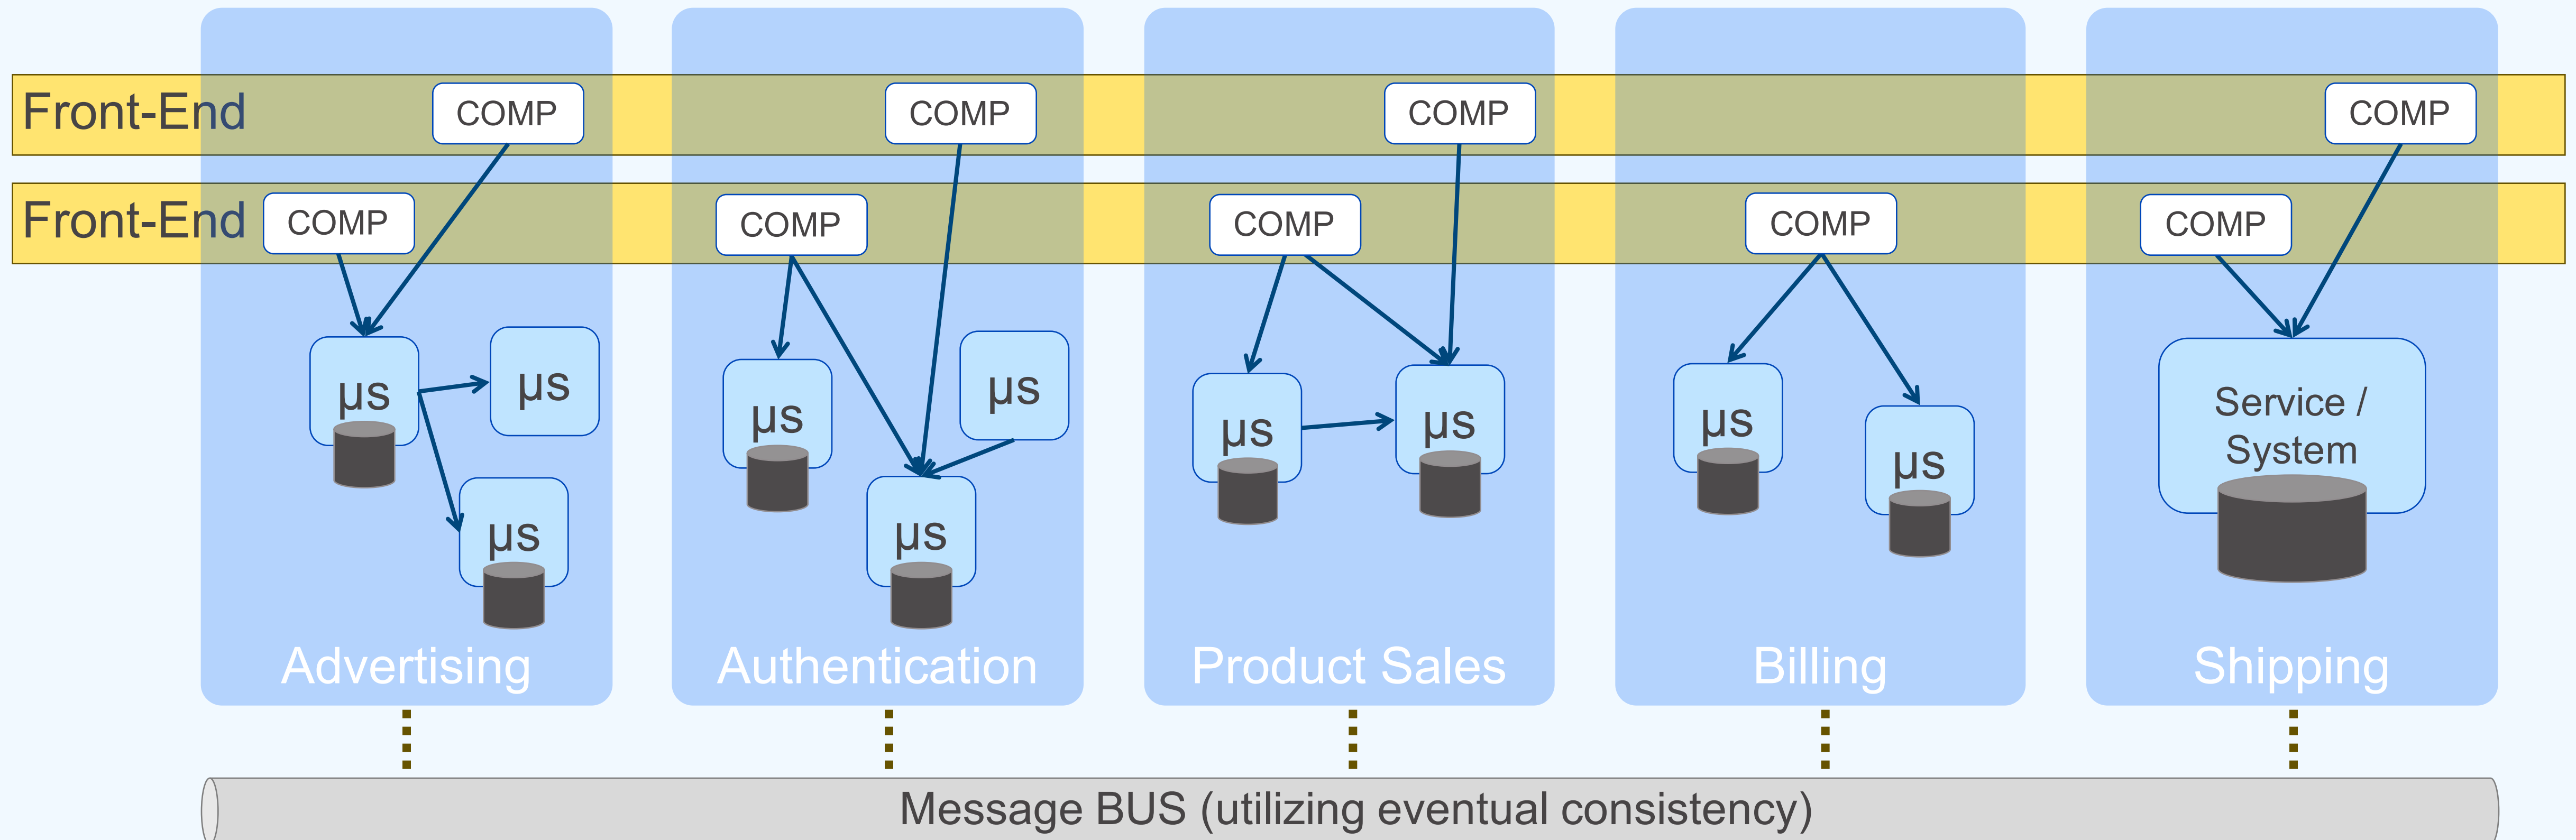 Front-End
COMP
COMP
COMP
COMP
Front-End
COMP
COMP
COMP
COMP
COMP
µs
µs
µs
µs
µs
µs
µs
µs
µs
µs
Service /
System
Advertising
Authentication
Product Sales
Billing
Shipping
Message BUS (utilizing eventual consistency)